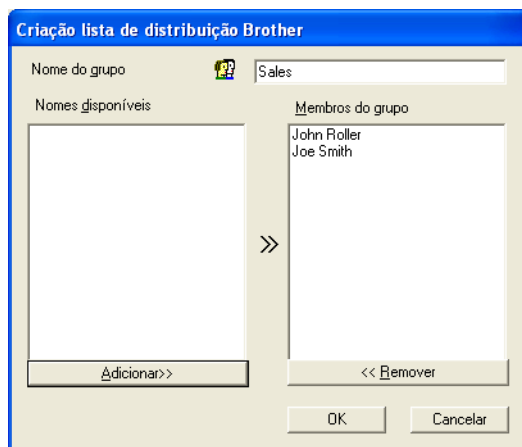 Criação lista de distribuição Brother
Nome do grupo
Sales
Nomes disponíveis
Membros do grupo
John Roller
Joe Smith
>>
Adicionar>>
<< Remover
OK
Cancelar